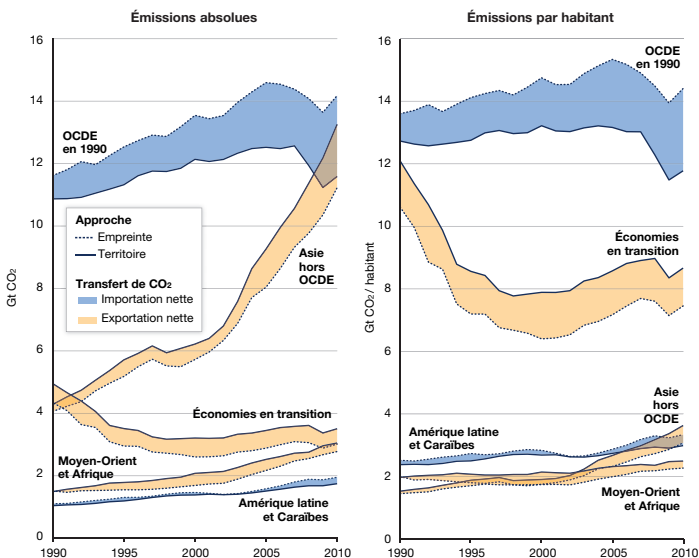 Émissions absolues
Émissions par habitant
16
14
12
10
8
6
4
2
0
Gt CO₂
OCDE
en 1990
Approche
Empreinte
Territoire
Transfert de CO₂
Importation nette
Exportation nette
Asie
hors
OCDE
Économies en transition
Moyen-Orient
et Afrique
Amérique latine
et Caraïbes
1990
1995
2000
2005
2010
16
14
12
10
8
6
4
2
0
Gt CO₂ / habitant
OCDE
en 1990
Économies
en transition
Asie
hors
OCDE
Amérique latine
et Caraïbes
Moyen-Orient
et Afrique
1990
1995
2000
2005
2010